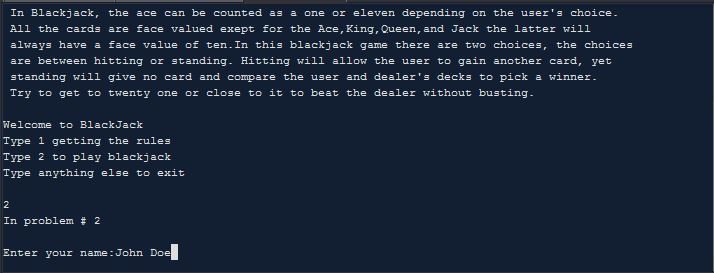 In Blackjack, the ace can be counted as a one or eleven depending on the user's choice.
All the cards are face valued exept for the Ace,King,Queen,and Jack the latter will
always have a face value of ten.In this blackjack game there are two choices, the choices
are between hitting or standing. Hitting will allow the user to gain another card, yet
standing will give no card and compare the user and dealer's decks to pick a winner.
Try to get to twenty one or close to it to beat the dealer without busting.
Welcome to BlackJack
Type 1 getting the rules
Type 2 to play blackjack
Type anything else to exit
2
In problem # 2
Enter your name:John Doe